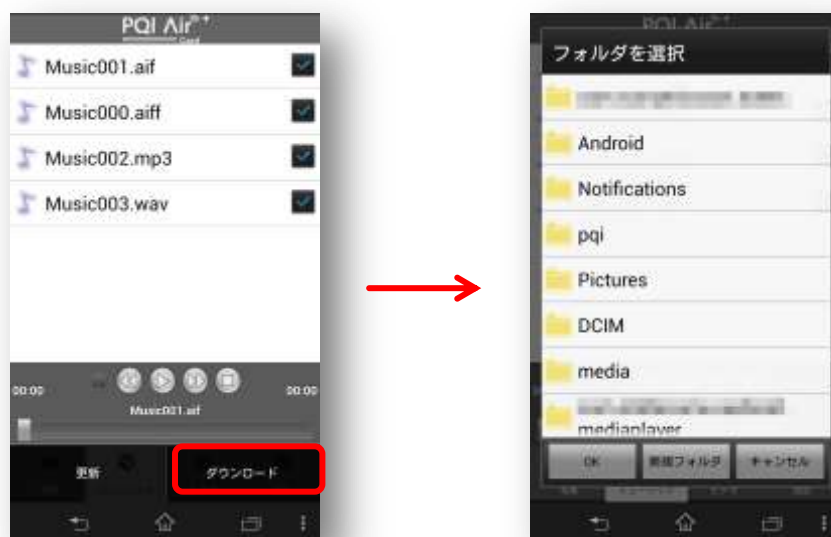 PQI Air
Card
Music001.aif
Music000.aiff
Music002.mp3
Music003.wav
00:00
00:00
Music001.aif
更新
ダウンロード
PQI Air
フォルダを選択
Android
Notifications
pqi
Pictures
DCIM
media
mediaplayer
OK
新規フォルダ
キャンセル